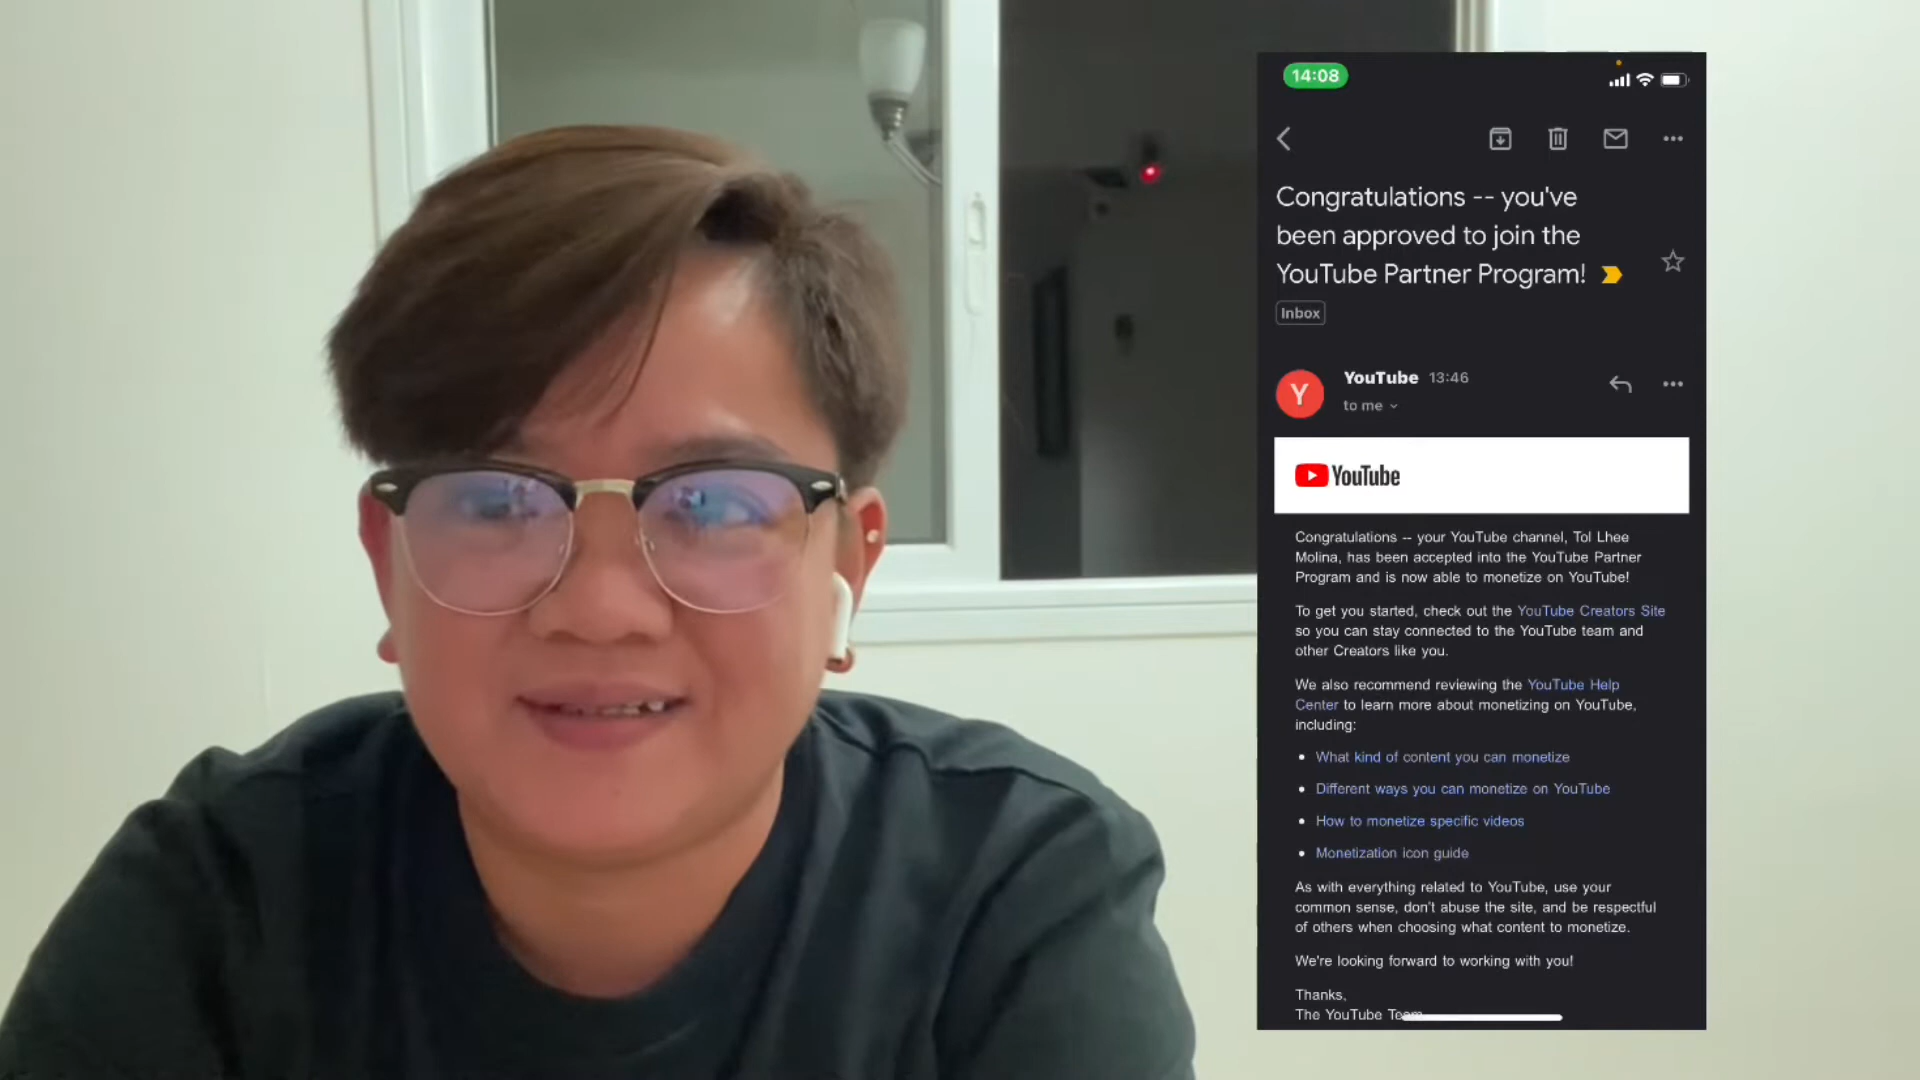 14:08
Congratulations -- you've
been approved to join the
YouTube Partner Program!
Inbox
Y
YouTube 13:46
to me
YouTube
Congratulations -- your YouTube channel, Tol Lhee
Molina, has been accepted into the YouTube Partner
Program and is now able to monetize on YouTube!
To get you started, check out the YouTube Creators Site
so you can stay connected to the YouTube team and
other Creators like you.
We also recommend reviewing the YouTube Help
Center to learn more about monetizing on YouTube,
including:
• What kind of content you can monetize
• Different ways you can monetize on YouTube
• How to monetize specific videos
• Monetization icon guide
As with everything related to YouTube, use your
common sense, don't abuse the site, and be respectful
of others when choosing what content to monetize.
We're looking forward to working with you!
Thanks,
The YouTube Team